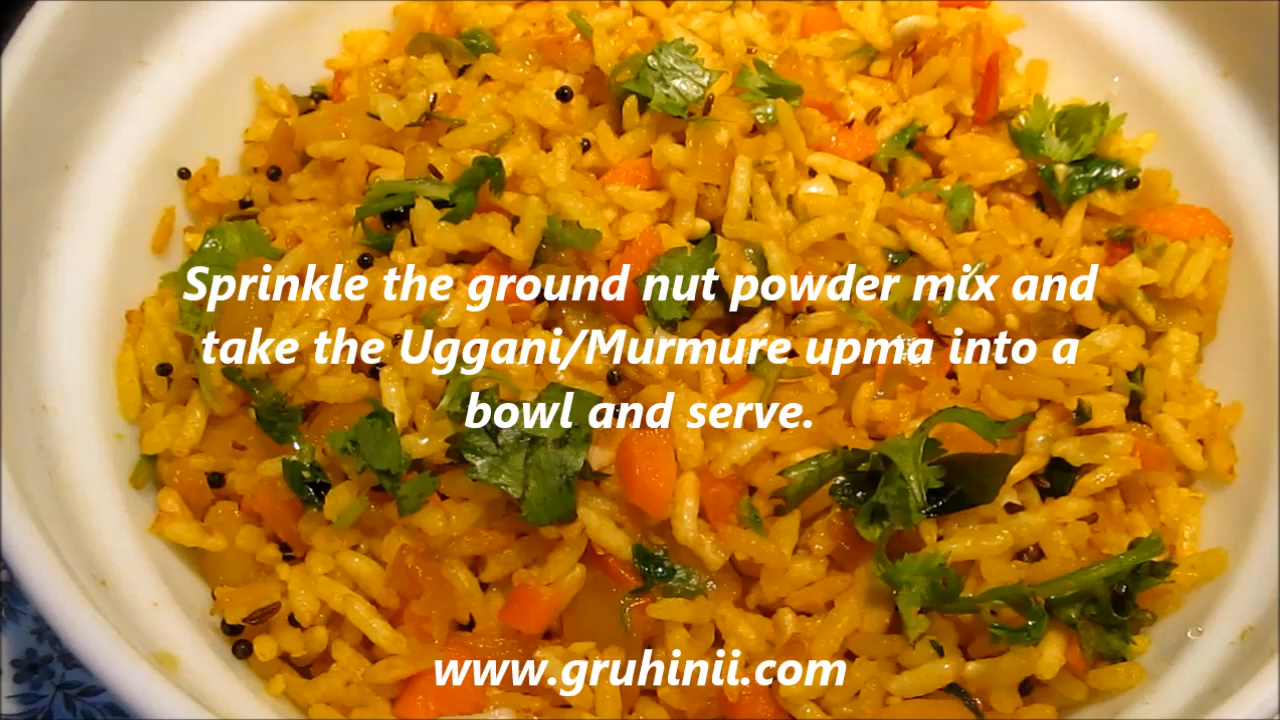 Sprinkle the ground nut powder mix and
take the Uggani/Murmure upma into a
bowl and serve.
www.gruhinii.com